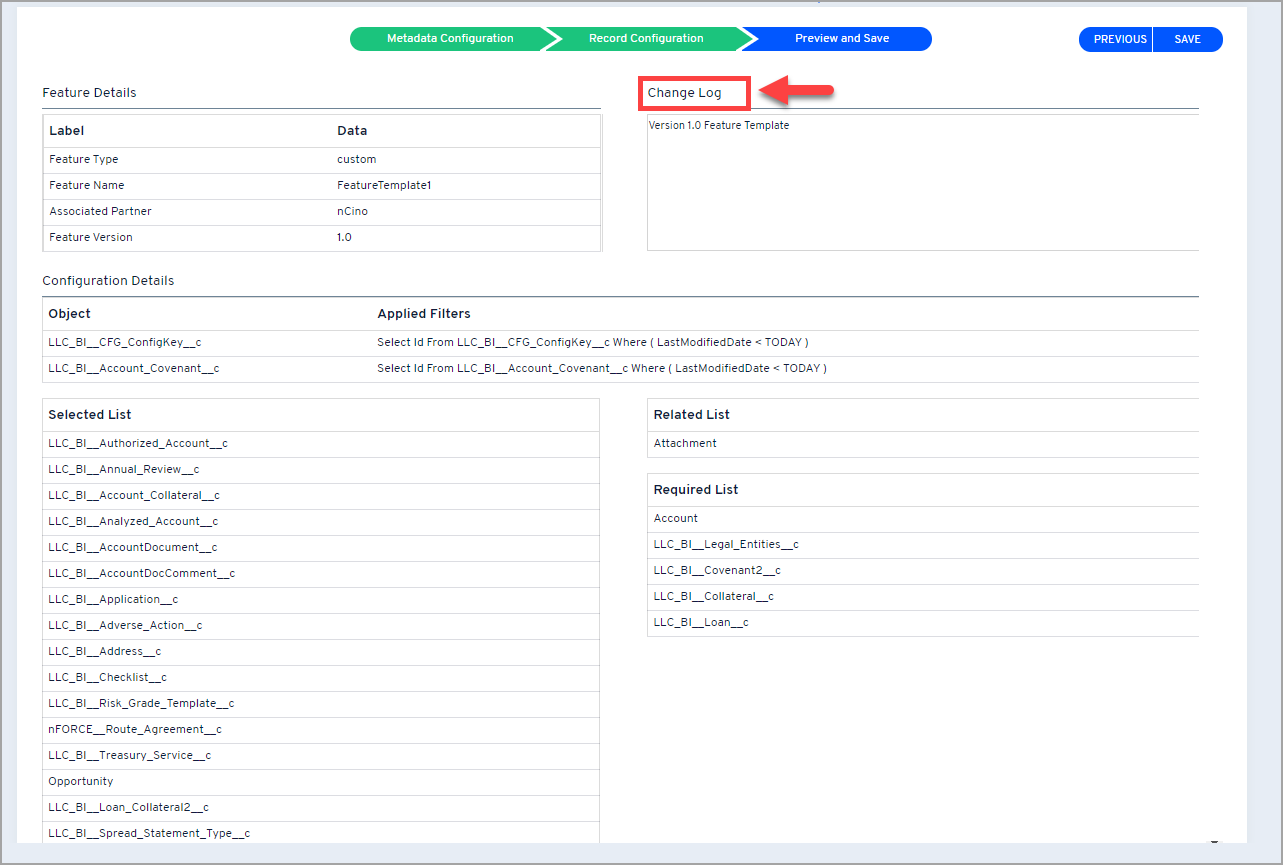 Metadata Configuration Record Configuration Preview and Save PREVIOUS SAVE
Feature Details
Label Data
Feature Type custom
Feature Name FeatureTemplate1
Associated Partner nCino
Feature Version 1.0
Change Log
Version 1.0 Feature Template
Configuration Details
Object Applied Filters
LLC_BI__CFG_ConfigKey__c Select Id From LLC_BI__CFG_ConfigKey__c Where ( LastModifiedDate < TODAY )
LLC_BI__Account_Covenant__c Select Id From LLC_BI__Account_Covenant__c Where ( LastModifiedDate < TODAY )
Selected List
LLC_BI__Authorized_Account__c
LLC_BI__Annual_Review__c
LLC_BI__Account_Collateral__c
LLC_BI__Analyzed_Account__c
LLC_BI__AccountDocument__c
LLC_BI__AccountDocComment__c
LLC_BI__Application__c
LLC_BI__Adverse_Action__c
LLC_BI__Address__c
LLC_BI__Checklist__c
LLC_BI__Risk_Grade_Template__c
nFORCE__Route_Agreement__c
LLC_BI__Treasury_Service__c
Opportunity
LLC_BI__Loan_Collateral2__c
LLC_BI__Spread_Statement_Type__c
Related List
Attachment
Required List
Account
LLC_BI__Legal_Entities__c
LLC_BI__Covenant2__c
LLC_BI__Collateral__c
LLC_BI__Loan__c